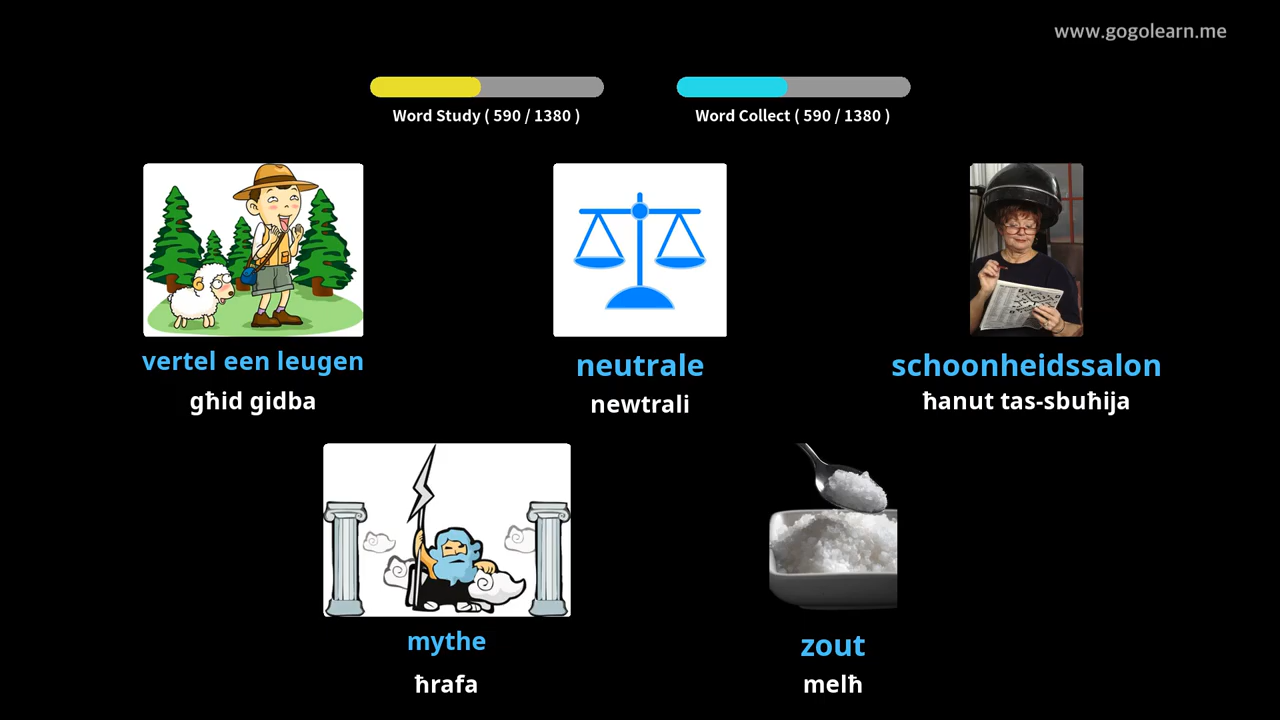 www.gogolearn.me
Word Study ( 590 / 1380 )
Word Collect ( 590 / 1380 )
vertel een leugen
għid gidba
neutrale
newtrali
schoonheidssalon
ħanut tas-sbuħija
mythe
ħrafa
zout
melħ